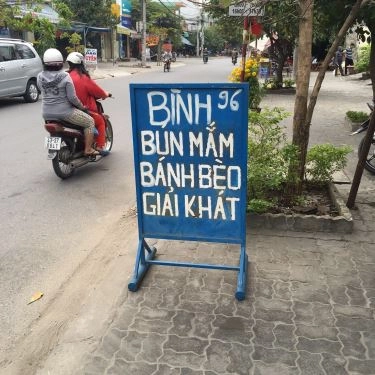 BÌNH 96
BÚN MẮM
BÁNH BÈO
GIẢI KHÁT